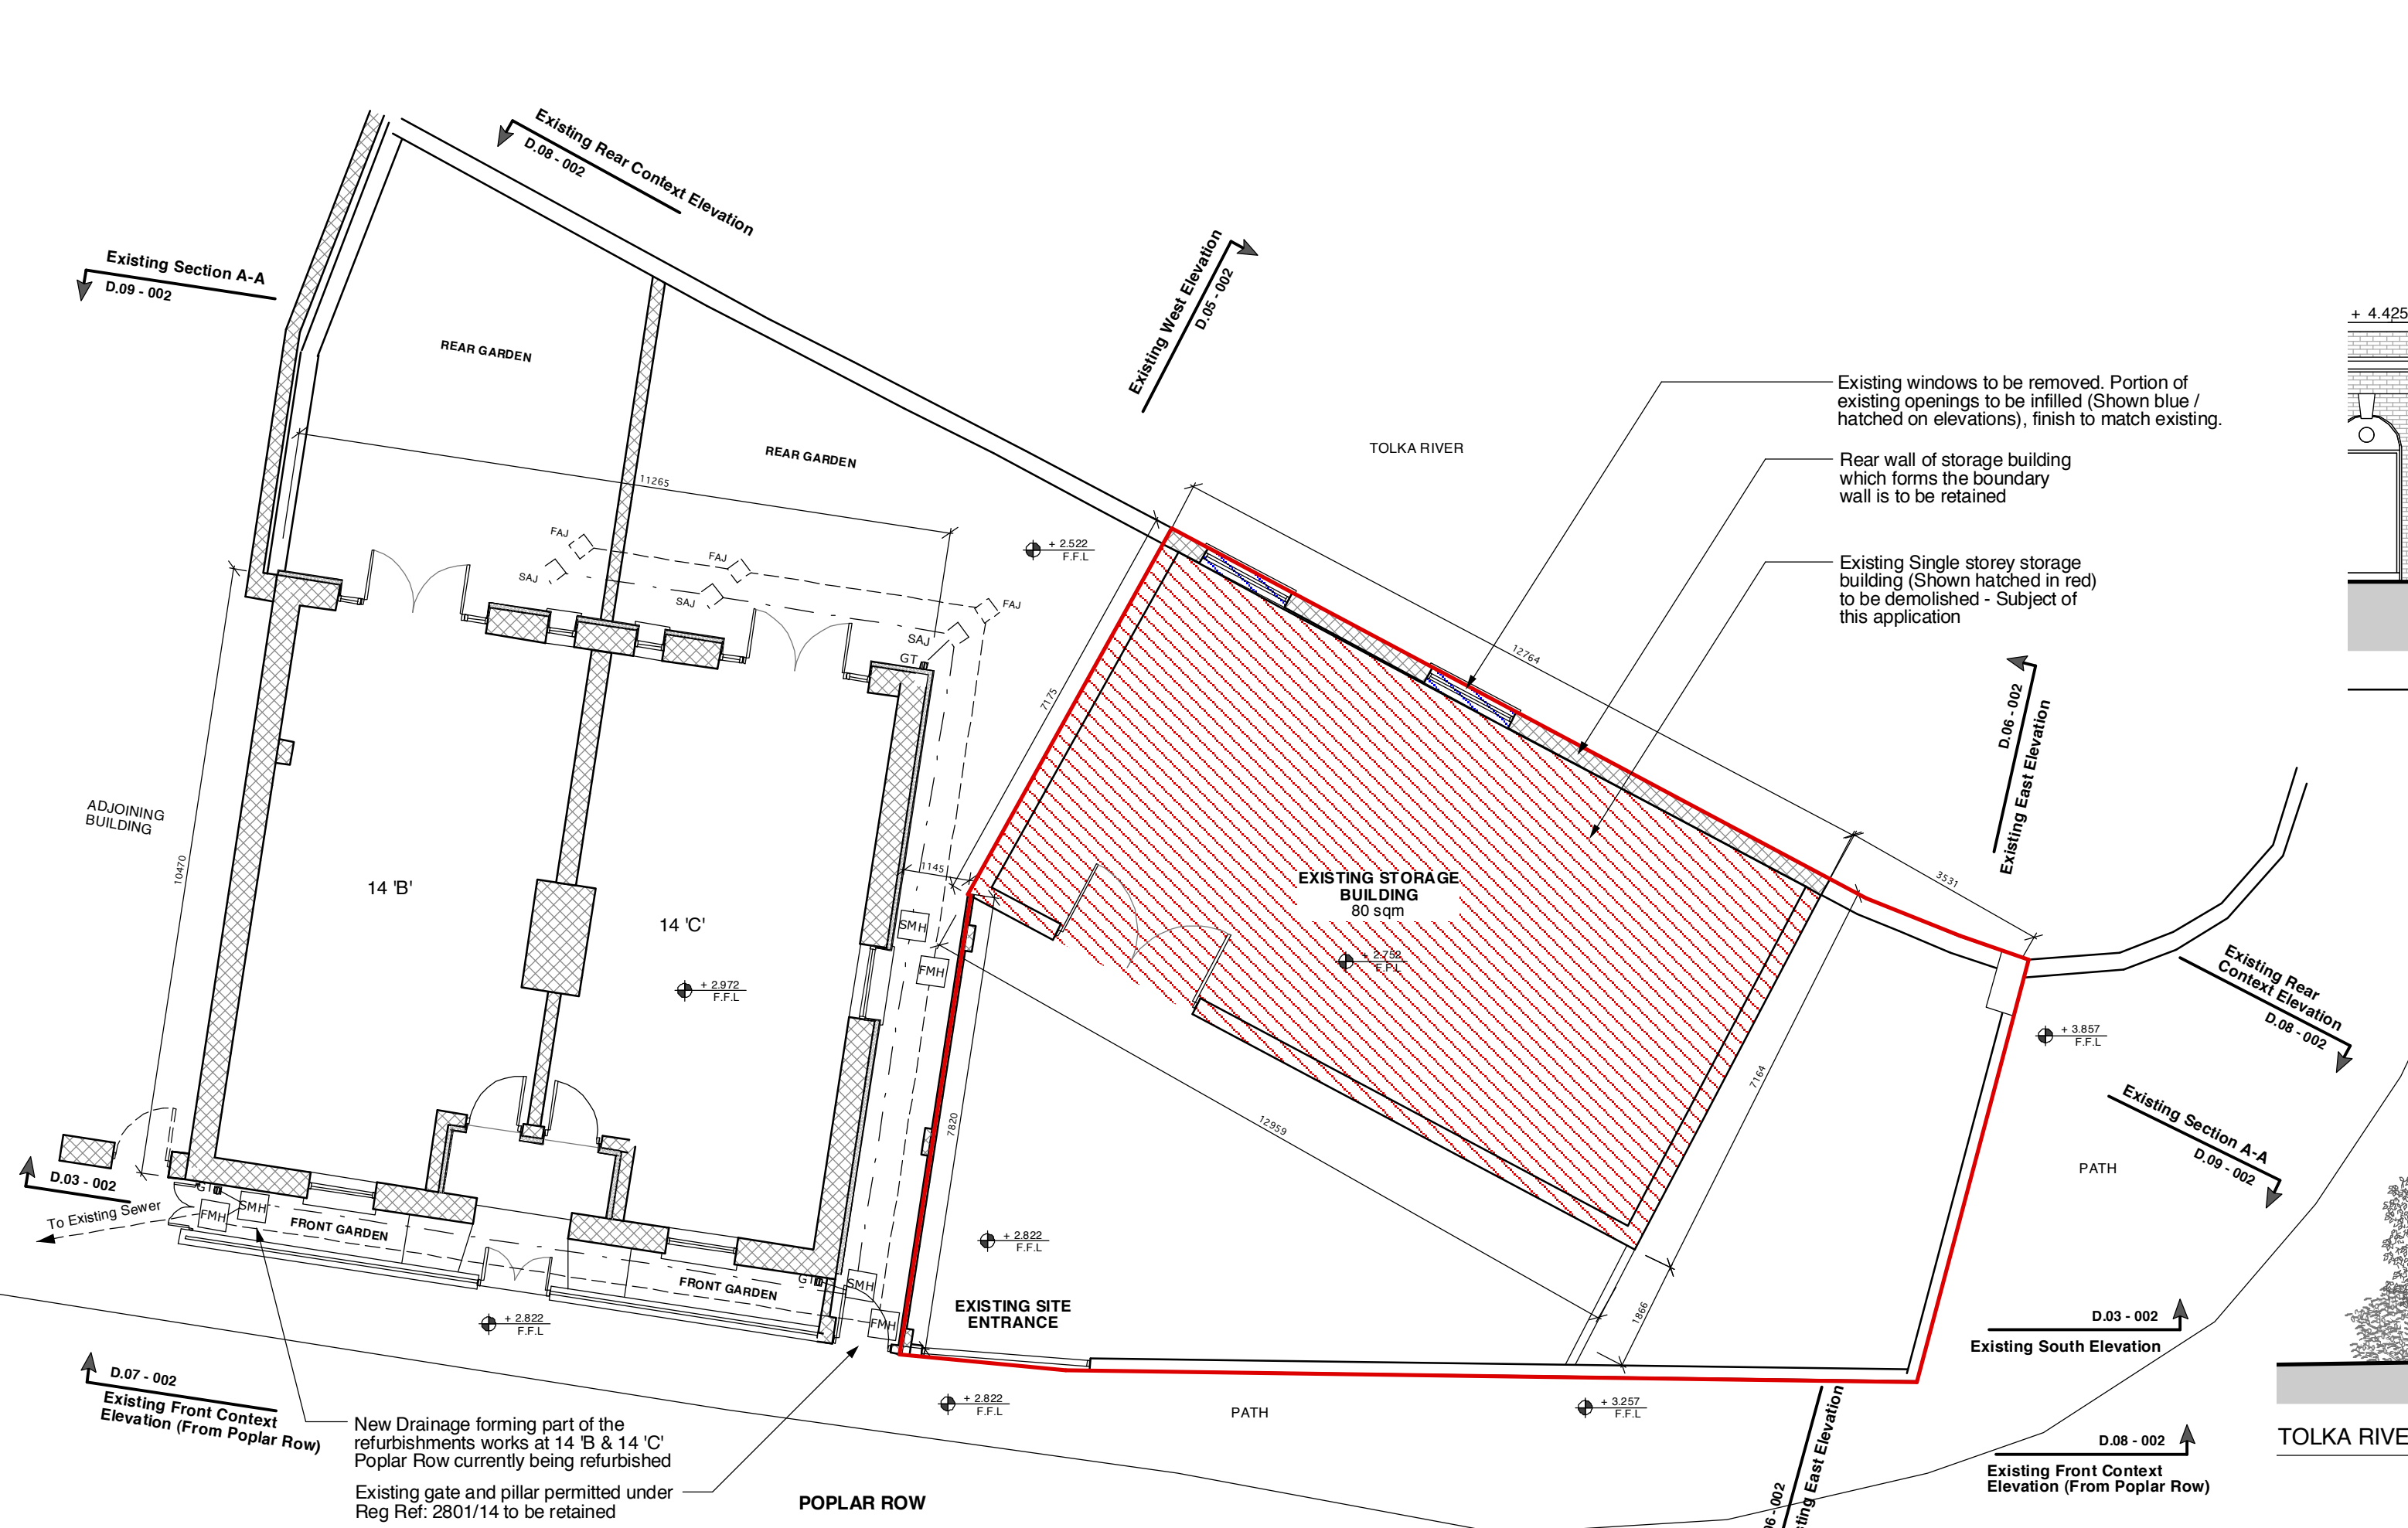 Existing Rear Context Elevation
D.08 - 002
Existing Section A-A
D.09 - 002
Existing West Elevation
D.05 - 002
+ 4.425
REAR GARDEN
REAR GARDEN
TOLKA RIVER
Existing windows to be removed. Portion of
existing openings to be infilled (Shown blue /
hatched on elevations), finish to match existing.
Rear wall of storage building
which forms the boundary
wall is to be retained
Existing Single storey storage
building (Shown hatched in red)
to be demolished - Subject of
this application
11265
FAJ
FAJ
FAJ
SAJ
SAJ
SAJ
GT
+ 2.522
F.F.L
12764
7175
D.06 - 002
Existing East Elevation
ADJOINING
BUILDING
10470
14 'B'
14 'C'
1145
SMH
FMH
EXISTING STORAGE
BUILDING
80 sqm
+ 2.752
F.F.L
3531
+ 2.972
F.F.L
Existing Rear
Context Elevation
D.08 - 002
+ 3.857
F.F.L
7164
7820
12959
Existing Section A-A
D.09 - 002
PATH
D.03 - 002
To Existing Sewer
GT
FMH
SMH
FRONT GARDEN
FRONT GARDEN
GT
SMH
FMH
+ 2.822
F.F.L
EXISTING SITE
ENTRANCE
1866
+ 2.822
F.F.L
D.03 - 002
Existing South Elevation
D.07 - 002
Existing Front Context
Elevation (From Poplar Row)
+ 2.822
F.F.L
+ 3.257
F.F.L
PATH
New Drainage forming part of the
refurbishments works at 14 'B & 14 'C'
Poplar Row currently being refurbished
Existing gate and pillar permitted under
Reg Ref: 2801/14 to be retained
POPLAR ROW
06 - 002
sting East Elevation
D.08 - 002
Existing Front Context
Elevation (From Poplar Row)
TOLKA RIVE